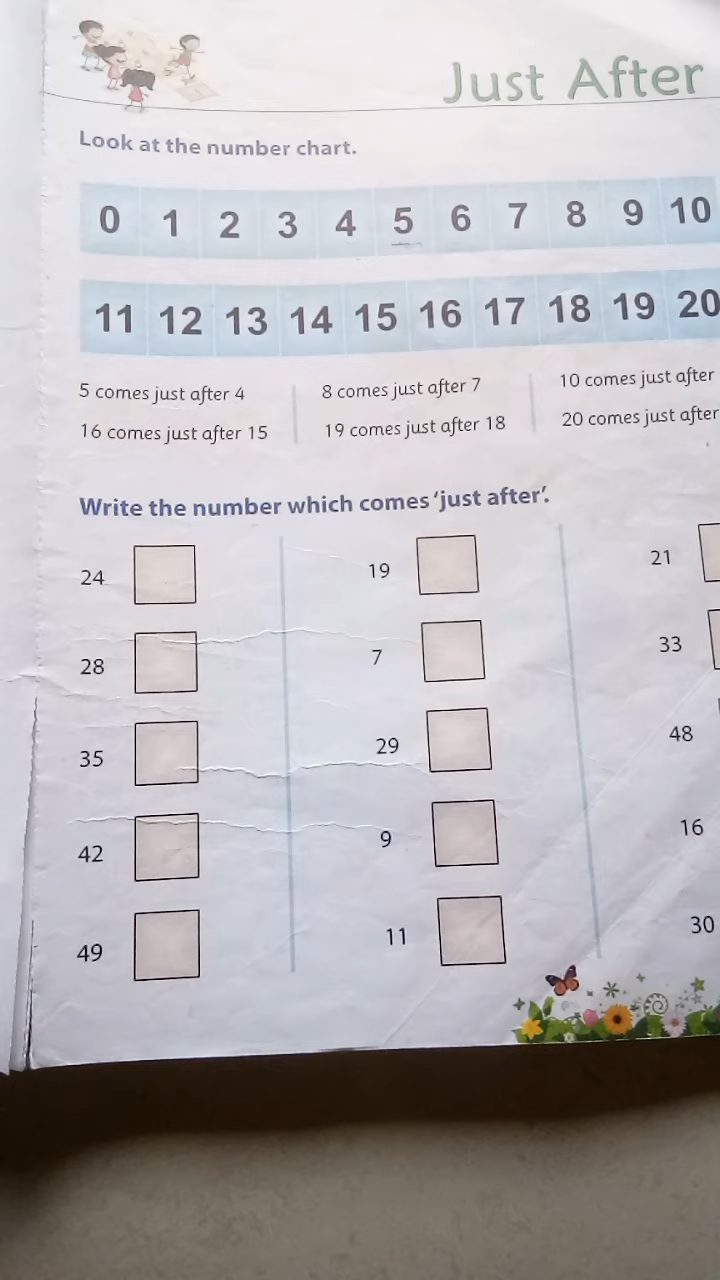 Just After
Look at the number chart.
0 1 2 3 4 5 6 7 8 9 10
11 12 13 14 15 16 17 18 19 20
5 comes just after 4 8 comes just after 7 10 comes just after
16 comes just after 15 19 comes just after 18 20 comes just after
Write the number which comes 'just after'.
24 19 21
28 7 33
35 29 48
42 9 16
49 11 30